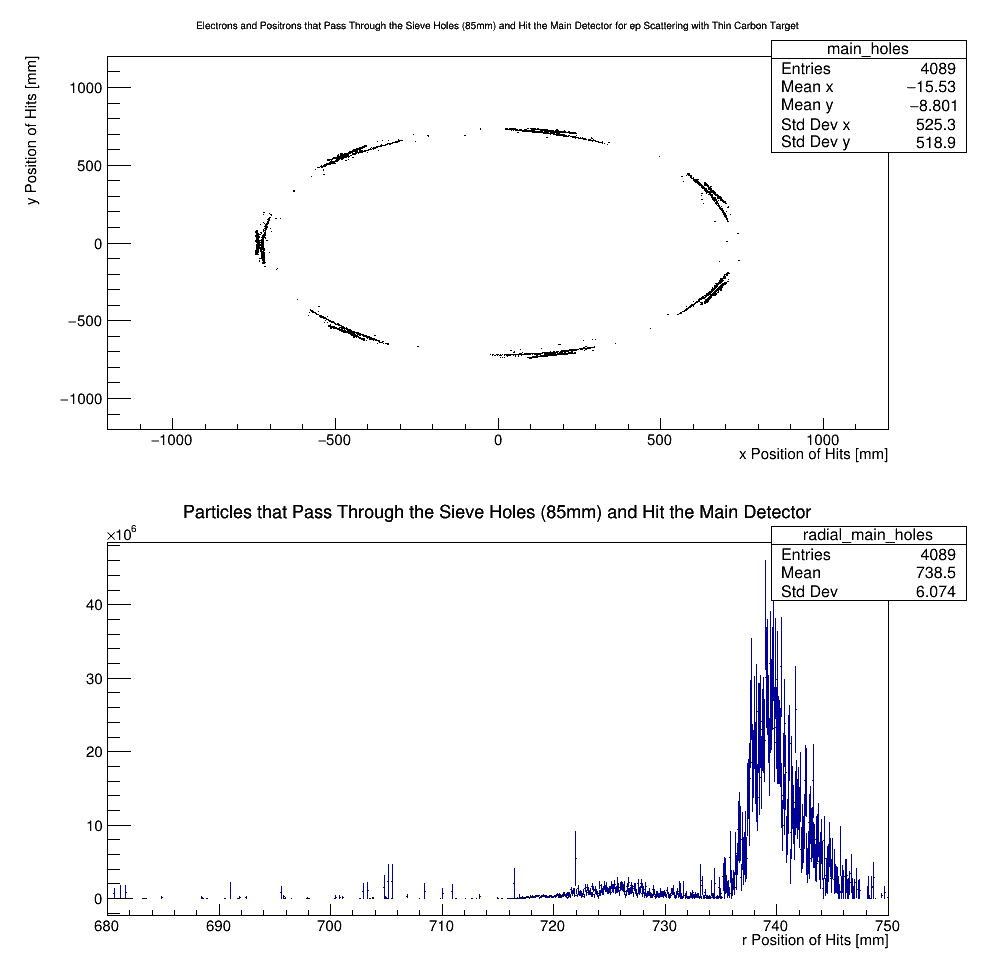 Electrons and Positrons that Pass Through the Sieve Holes (85mm) and Hit the Main Detector for ep Scattering with Thin Carbon Target
main_holes
Entries 4089
Mean x −15.53
Mean y −8.801
Std Dev x 525.3
Std Dev y 518.9
y Position of Hits [mm]
1000
500
0
−500
−1000
−1000 −500 0 500 1000
x Position of Hits [mm]
Particles that Pass Through the Sieve Holes (85mm) and Hit the Main Detector
×10⁶
radial_main_holes
Entries 4089
Mean 738.5
Std Dev 6.074
40
30
20
10
0
680 690 700 710 720 730 740 750
r Position of Hits [mm]